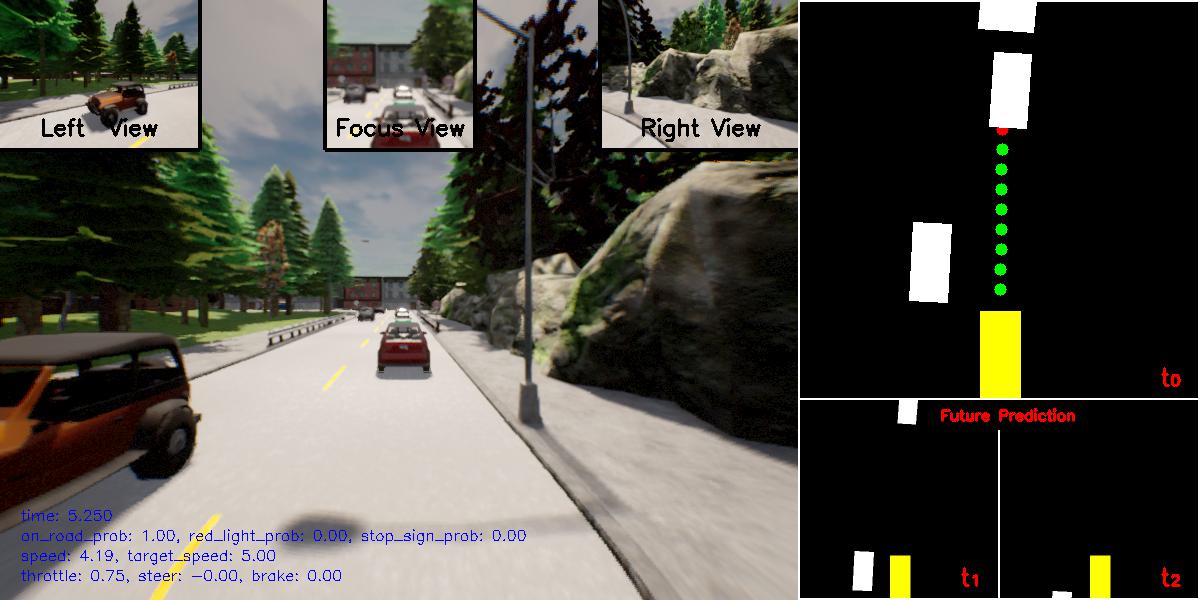 Left View
Focus View
Right View
time: 5.250
on_road_prob: 1.00, red_light_prob: 0.00, stop_sign_prob: 0.00
speed: 4.19, target_speed: 5.00
throttle: 0.75, steer: −0.00, brake: 0.00
t0
Future Prediction
t1
t2